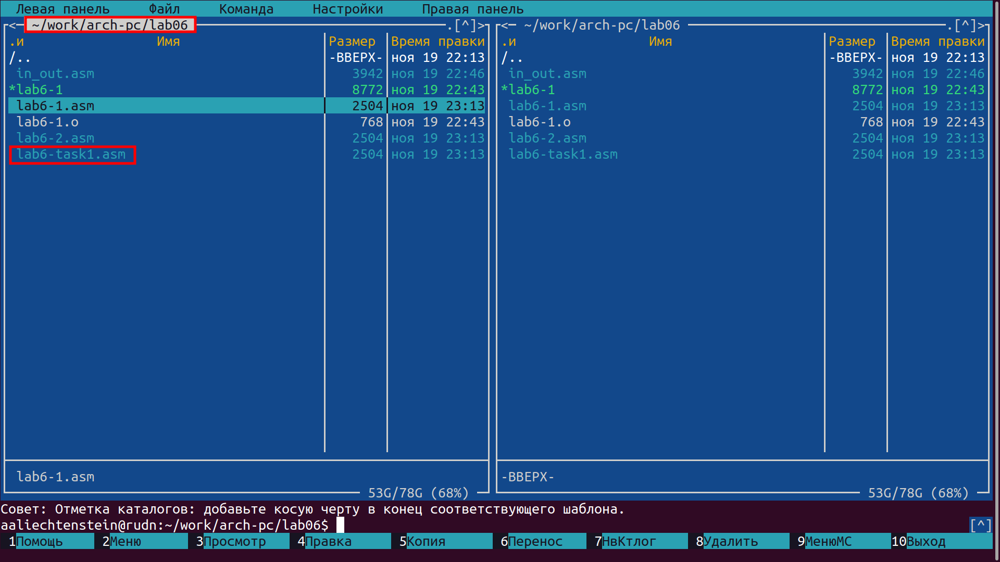 Левая панель Файл Команда Настройки Правая панель
<─ ~/work/arch-pc/lab06 ─.[^]> <─ ~/work/arch-pc/lab06 ─.[^]>
.и Имя Размер Время правки .и Имя Размер Время правки
/.. -ВВЕРХ- ноя 19 22:13 /.. -ВВЕРХ- ноя 19 22:13
in_out.asm 3942 ноя 19 22:46 in_out.asm 3942 ноя 19 22:46
*lab6-1 8772 ноя 19 22:43 *lab6-1 8772 ноя 19 22:43
lab6-1.asm 2504 ноя 19 23:13 lab6-1.asm 2504 ноя 19 23:13
lab6-1.o 768 ноя 19 22:43 lab6-1.o 768 ноя 19 22:43
lab6-2.asm 2504 ноя 19 23:13 lab6-2.asm 2504 ноя 19 23:13
lab6-task1.asm 2504 ноя 19 23:13 lab6-task1.asm 2504 ноя 19 23:13
lab6-1.asm -ВВЕРХ-
53G/78G (68%) 53G/78G (68%)
Совет: Отметка каталогов: добавьте косую черту в конец соответствующего шаблона.
aaliechtenstein@rudn:~/work/arch-pc/lab06$ [^]
1Помощь 2Меню 3Просмотр 4Правка 5Копия 6Перенос 7НвКтлог 8Удалить 9МенюMC 10Выход